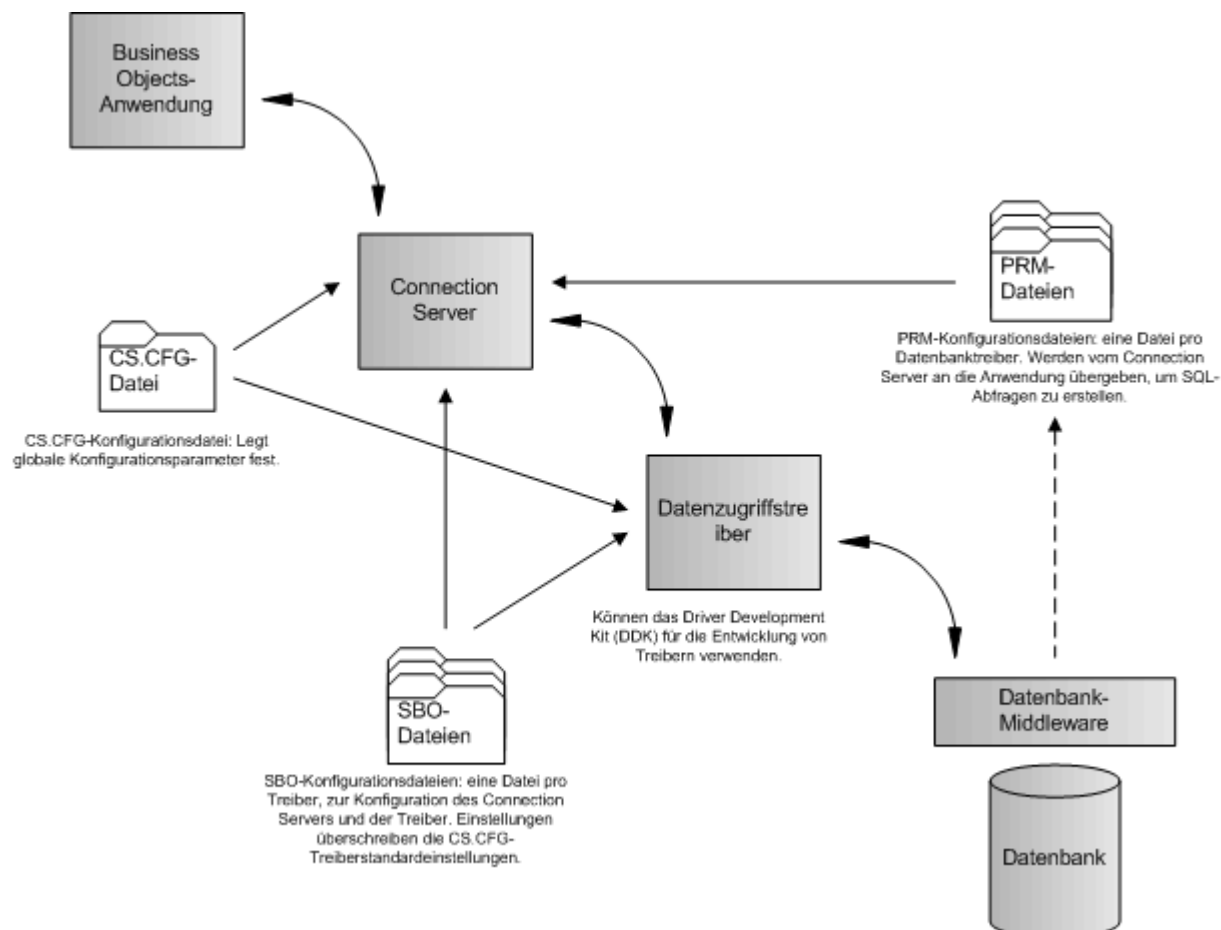 Business
Objects-
Anwendung
Connection
Server
PRM-
Dateien
PRM-Konfigurationsdateien: eine Datei pro
Datenbanktreiber. Werden vom Connection
Server an die Anwendung übergeben, um SQL-
Abfragen zu erstellen.
CS.CFG-
Datei
CS.CFG-Konfigurationsdatei: Legt
globale Konfigurationsparameter fest.
Datenzugriffstre
iber
Können das Driver Development
Kit (DDK) für die Entwicklung von
Treibern verwenden.
SBO-
Dateien
SBO-Konfigurationsdateien: eine Datei pro
Treiber, zur Konfiguration des Connection
Servers und der Treiber. Einstellungen
überschreiben die CS.CFG-
Treiberstandardeinstellungen.
Datenbank-
Middleware
Datenbank